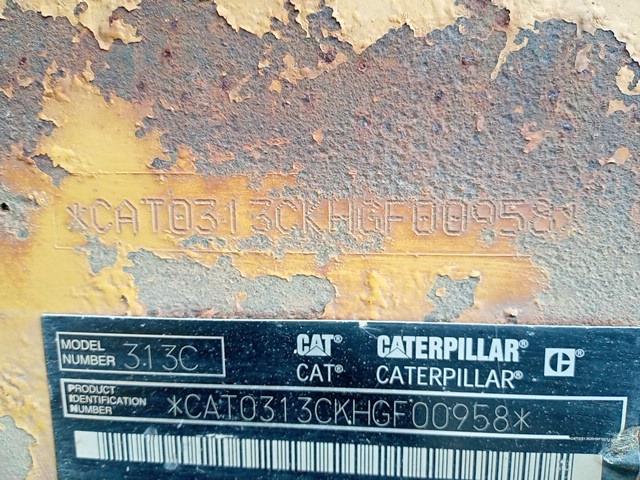 *CAT0313CKHGF00958*
MODEL NUMBER 313C
CAT® CATERPILLAR® C
CAT® CATERPILLAR®
PRODUCT IDENTIFICATION NUMBER *CAT0313CKHGF00958*